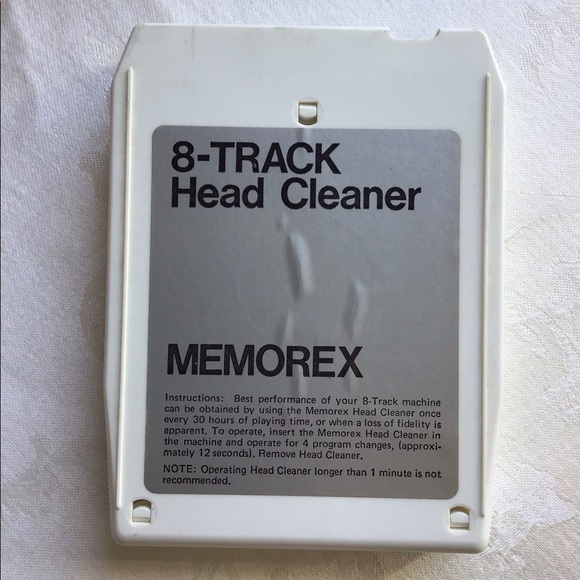 8-TRACK
Head Cleaner
MEMOREX
Instructions: Best performance of your 8-Track machine
can be obtained by using the Memorex Head Cleaner once
every 30 hours of playing time, or when a loss of fidelity is
apparent. To operate, insert the Memorex Head Cleaner in
the machine and operate for 4 program changes, (approxi-
mately 12 seconds). Remove Head Cleaner.
NOTE: Operating Head Cleaner longer than 1 minute is not
recommended.